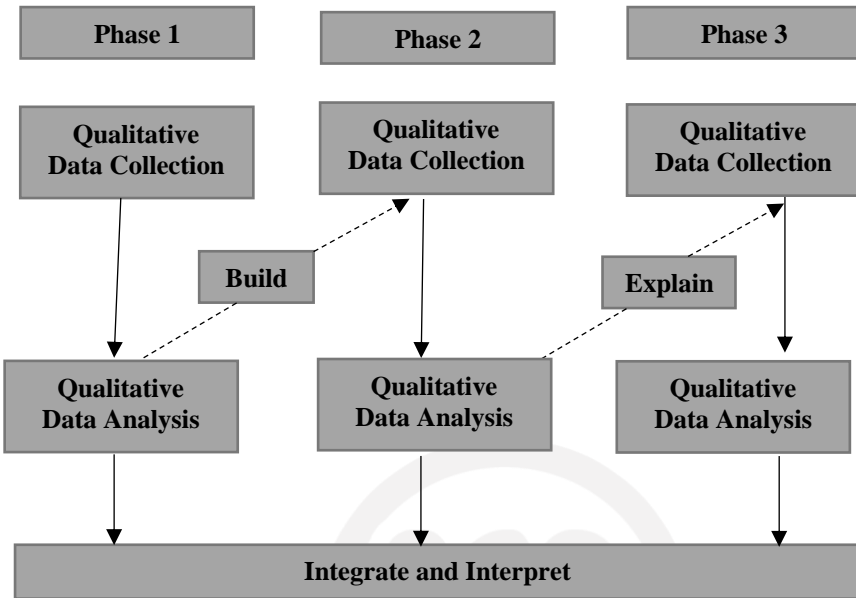 Phase 1
Phase 2
Phase 3
Qualitative
Data Collection
Qualitative
Data Collection
Qualitative
Data Collection
Build
Explain
Qualitative
Data Analysis
Qualitative
Data Analysis
Qualitative
Data Analysis
Integrate and Interpret